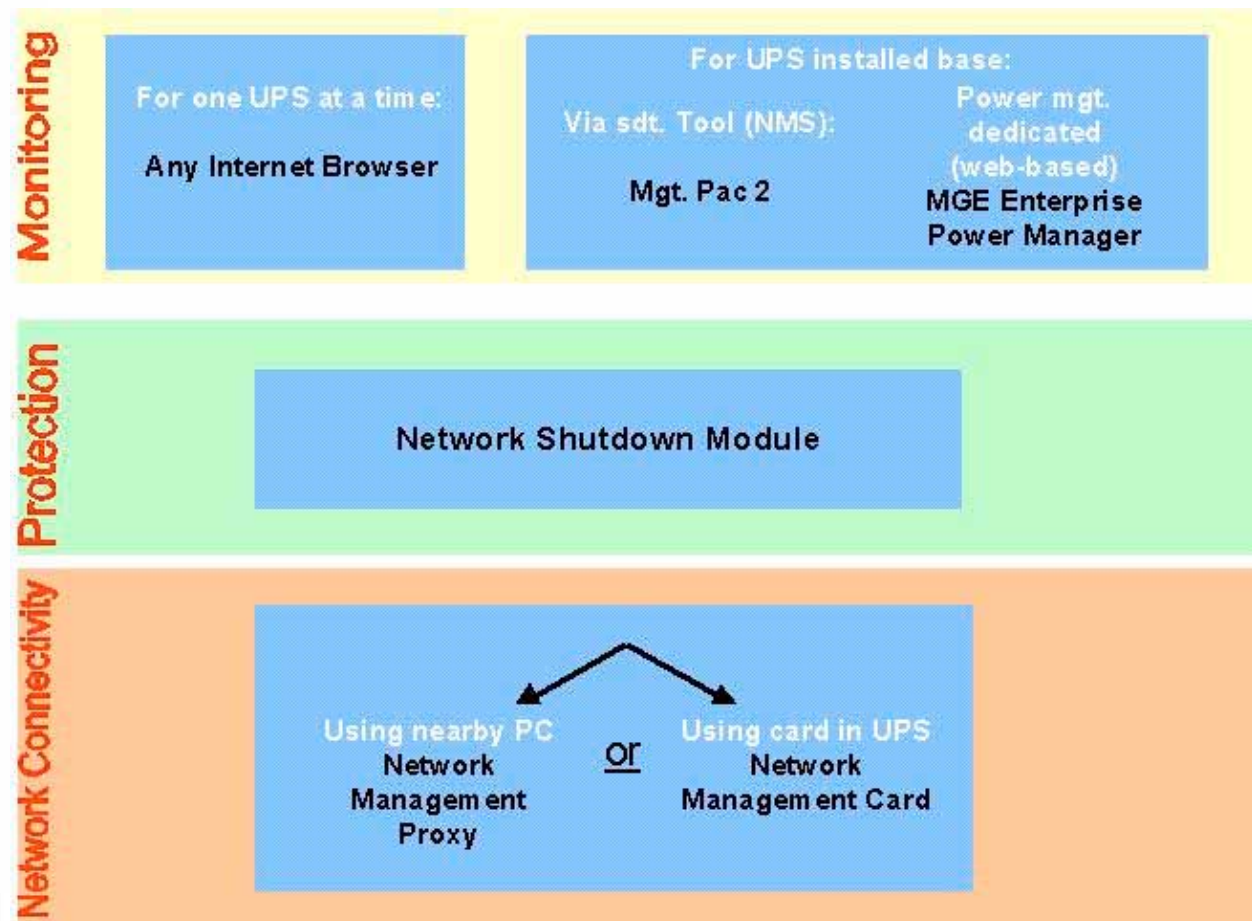 Monitoring
For one UPS at a time:
Any Internet Browser
For UPS installed base:
Via sdt. Tool (NMS):
Mgt. Pac 2
Power mgt.
dedicated
(web-based)
MGE Enterprise
Power Manager
Protection
Network Shutdown Module
Network Connectivity
Using nearby PC
Network
Management
Proxy
or
Using card in UPS
Network
Management Card